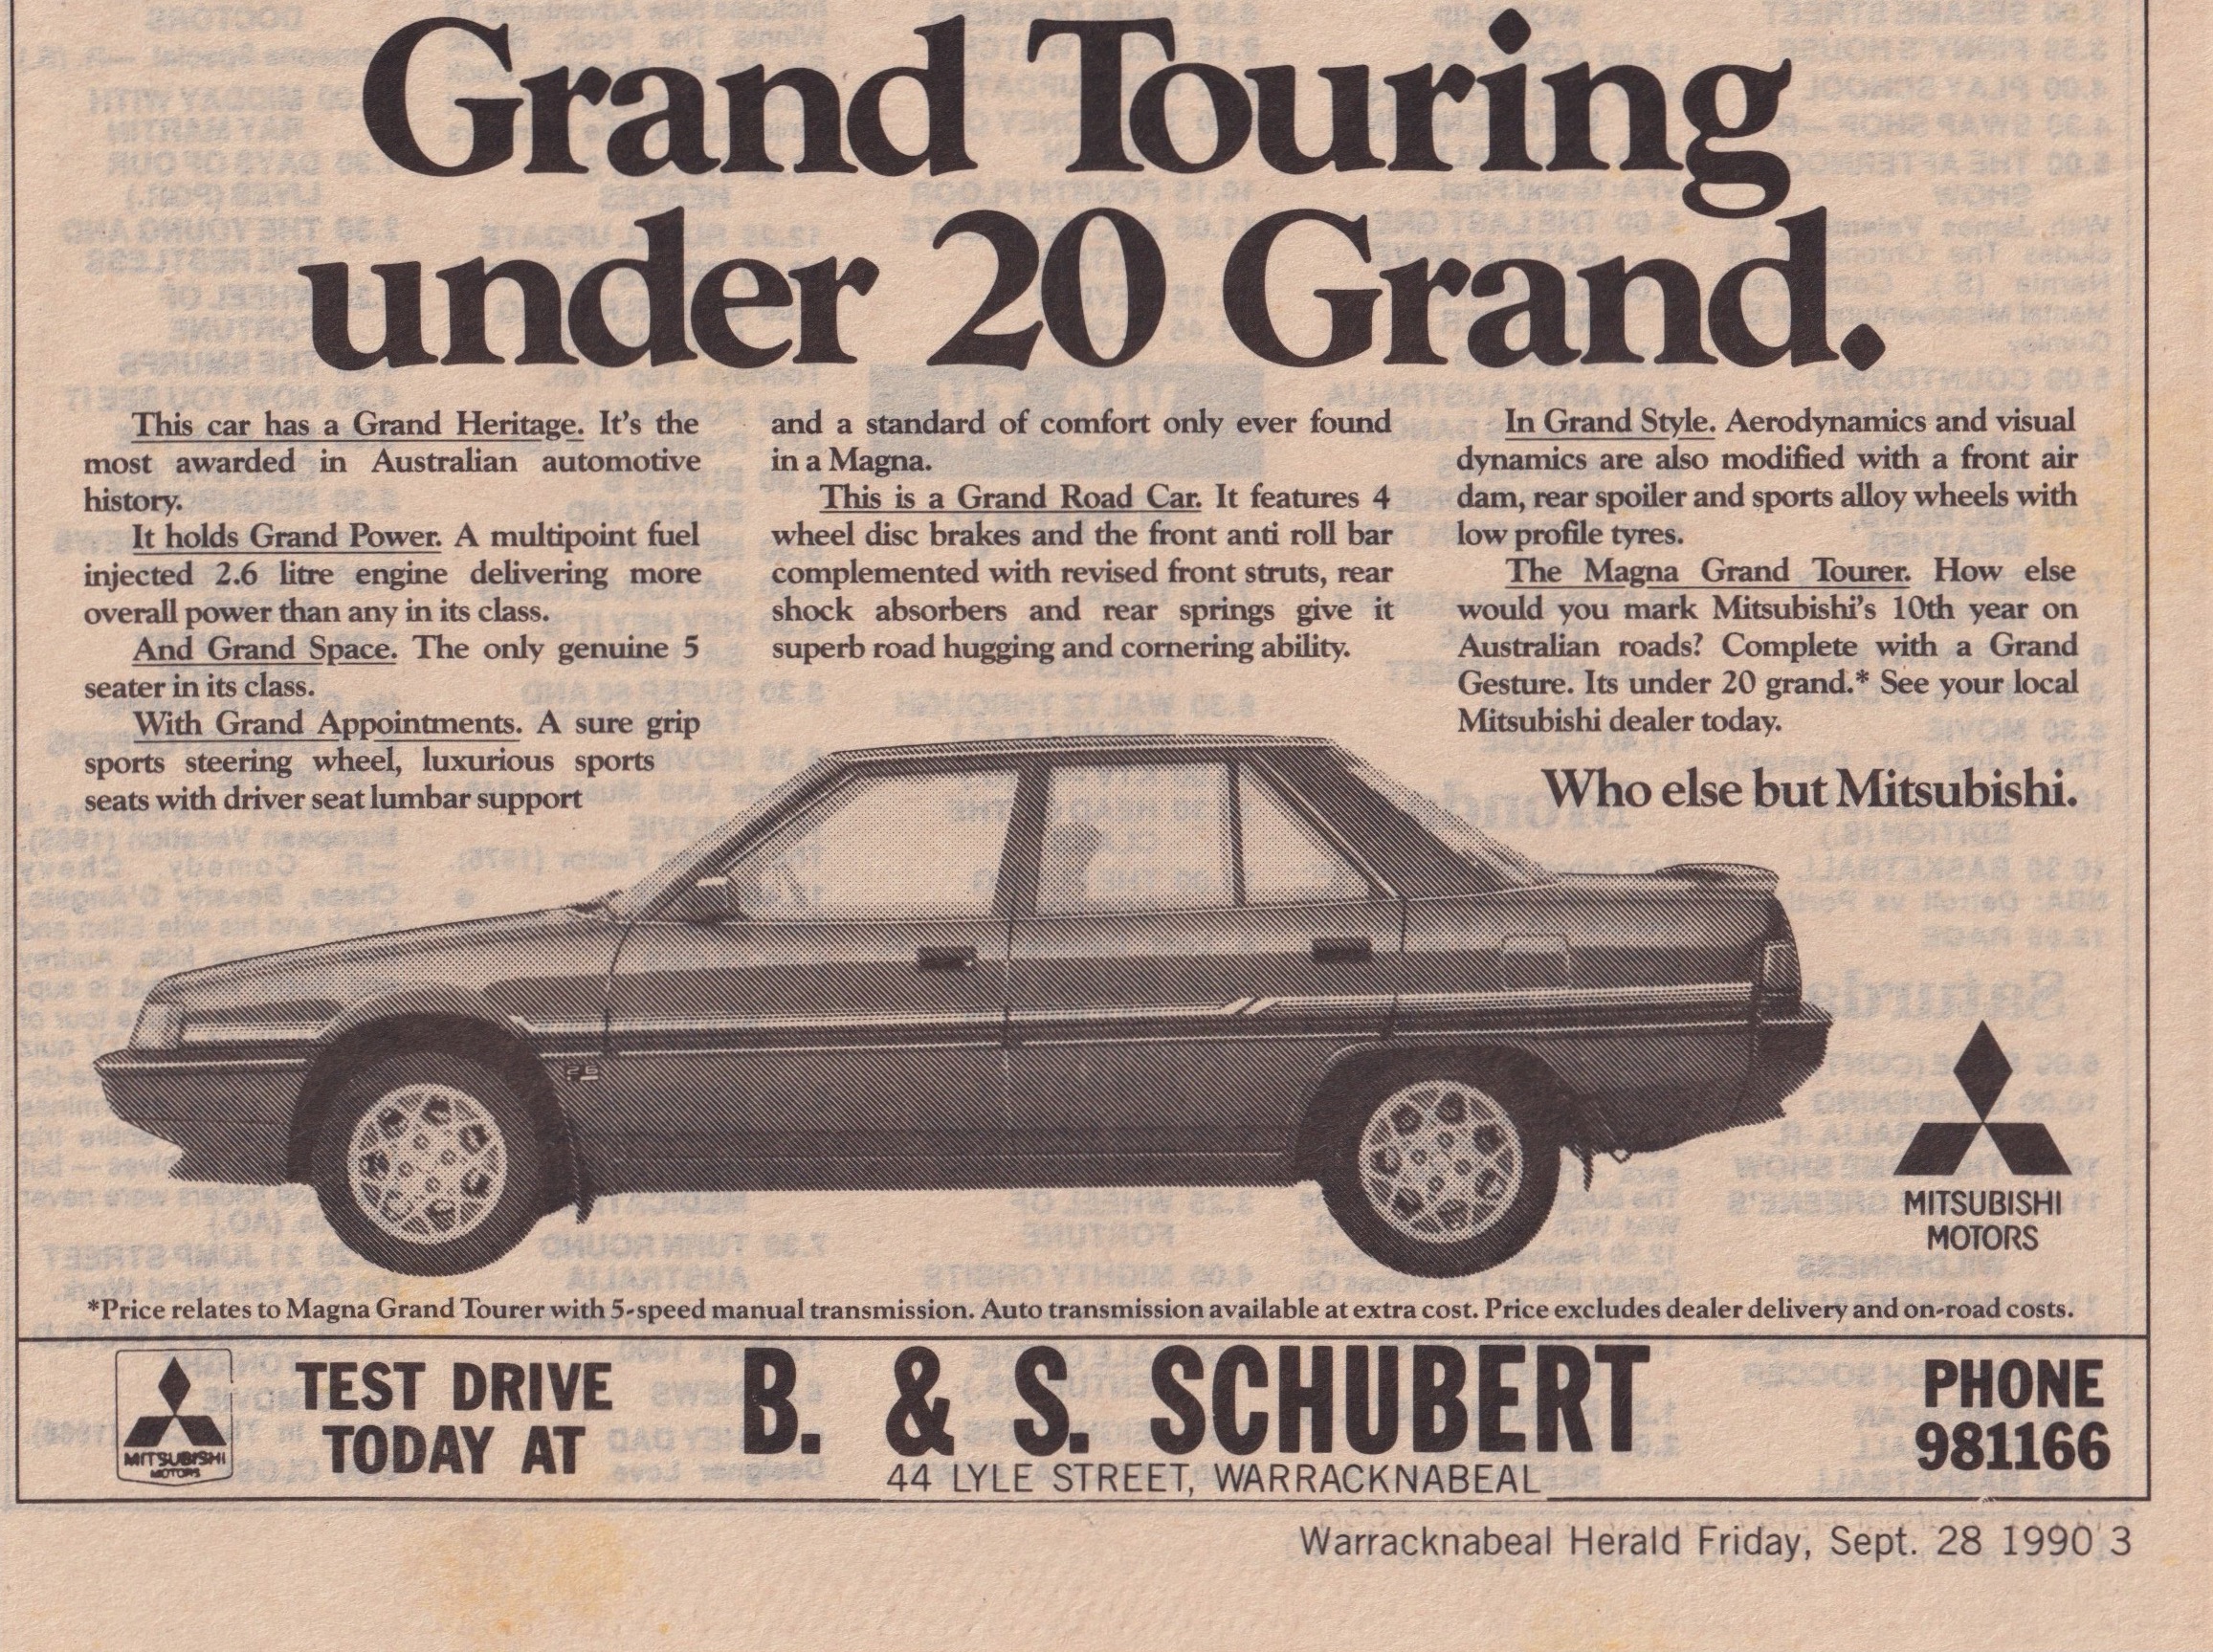 Grand Touring
under 20 Grand.
This car has a Grand Heritage. It's the
most awarded in Australian automotive
history.
It holds Grand Power. A multipoint fuel
injected 2.6 litre engine delivering more
overall power than any in its class.
And Grand Space. The only genuine 5
seater in its class.
With Grand Appointments. A sure grip
sports steering wheel, luxurious sports
seats with driver seat lumbar support
and a standard of comfort only ever found
in a Magna.
This is a Grand Road Car. It features 4
wheel disc brakes and the front anti roll bar
complemented with revised front struts, rear
shock absorbers and rear springs give it
superb road hugging and cornering ability.
In Grand Style. Aerodynamics and visual
dynamics are also modified with a front air
dam, rear spoiler and sports alloy wheels with
low profile tyres.
The Magna Grand Tourer. How else
would you mark Mitsubishi's 10th year on
Australian roads? Complete with a Grand
Gesture. Its under 20 grand.* See your local
Mitsubishi dealer today.
Who else but Mitsubishi.
2.6
MITSUBISHI
MOTORS
*Price relates to Magna Grand Tourer with 5-speed manual transmission. Auto transmission available at extra cost. Price excludes dealer delivery and on-road costs.
MITSUBISHI
MOTORS
TEST DRIVE
TODAY AT
B. & S. SCHUBERT
44 LYLE STREET, WARRACKNABEAL
PHONE
981166
Warracknabeal Herald Friday, Sept. 28 1990 3